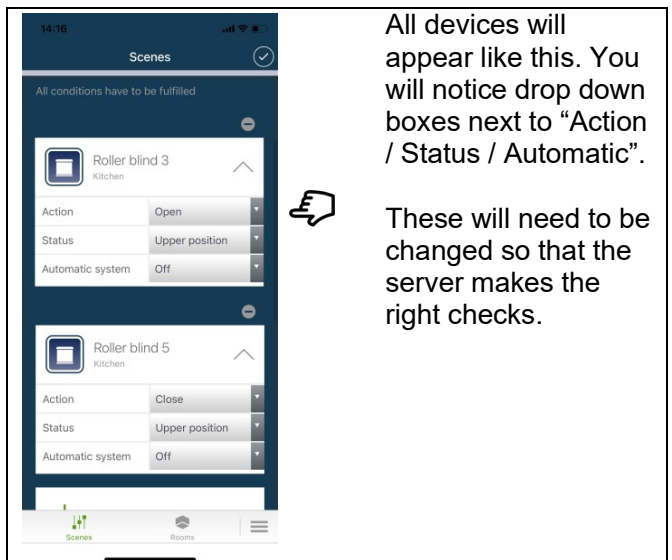 14:16
Scenes
All conditions have to be fulfilled
Roller blind 3
Kitchen
Action Open
Status Upper position
Automatic system Off
Roller blind 5
Kitchen
Action Close
Status Upper position
Automatic system Off
Scenes Rooms
All devices will
appear like this. You
will notice drop down
boxes next to “Action
/ Status / Automatic”.
These will need to be
changed so that the
server makes the
right checks.